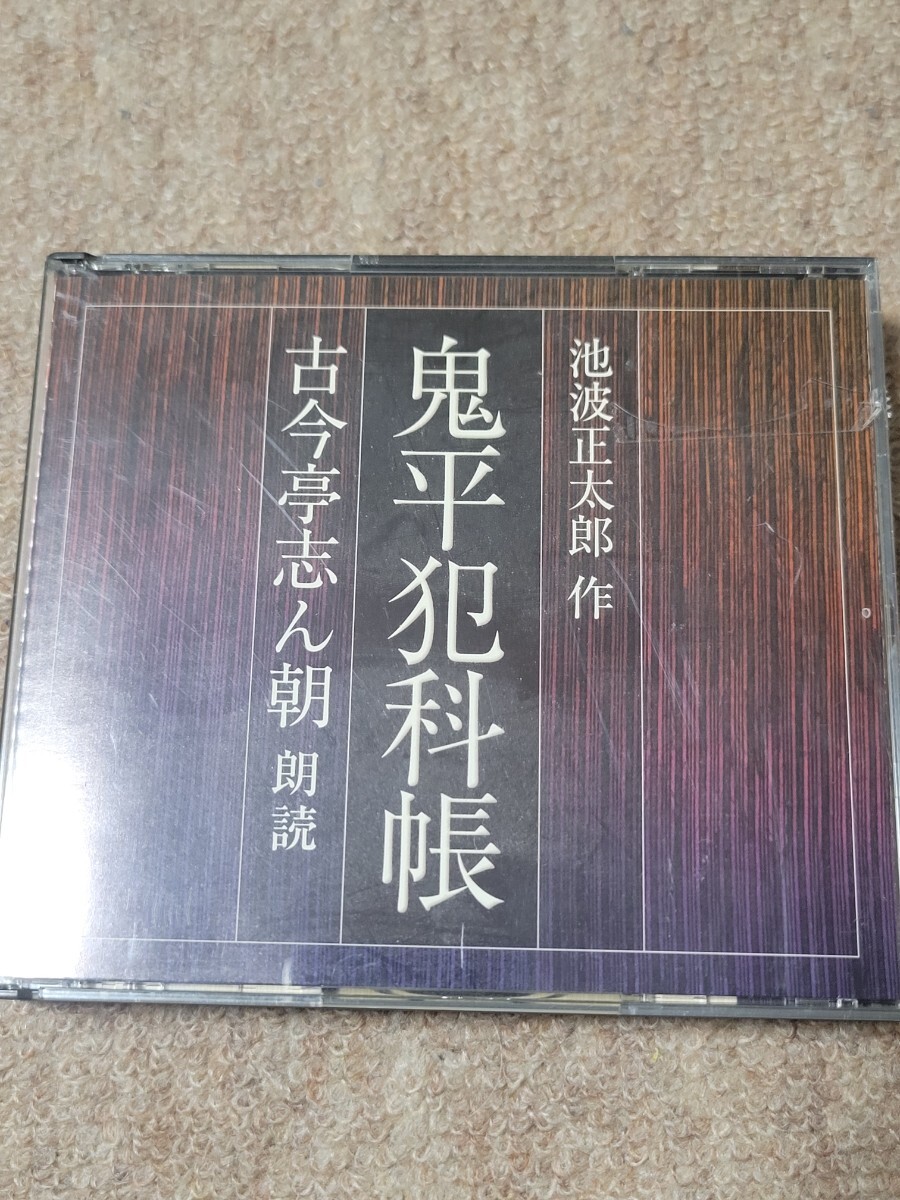 池波正太郎 作
鬼平犯科帳
古今亭志ん朝 朗読